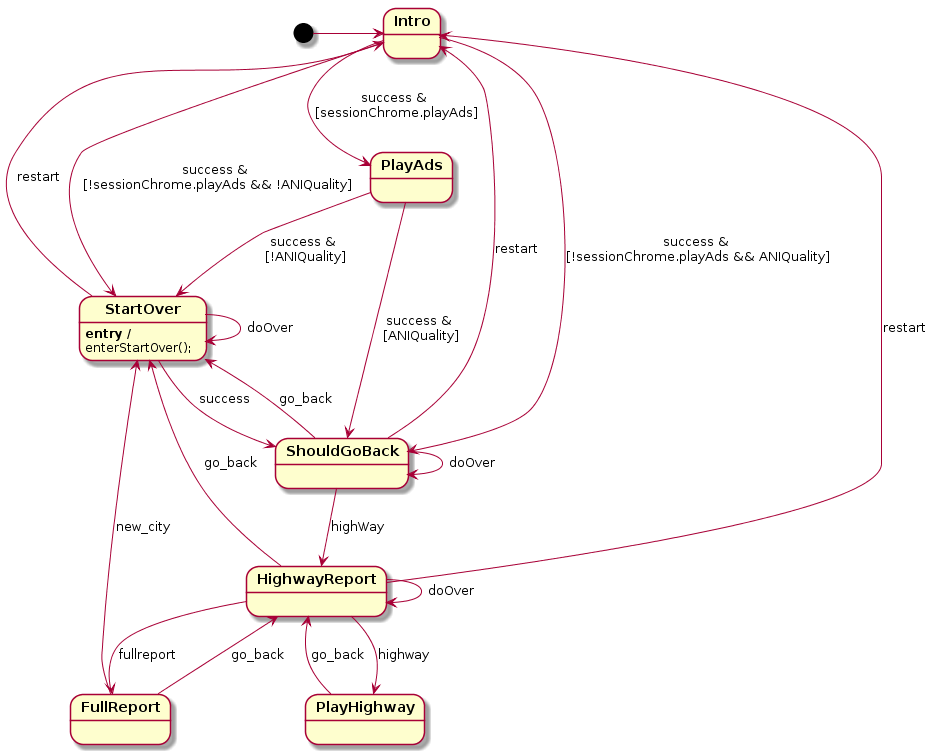 Intro
success &
[sessionChrome.playAds]
PlayAds
restart
success &
[!sessionChrome.playAds && !ANIQuality]
success &
[!ANIQuality]
restart
success &
[!sessionChrome.playAds && ANIQuality]
StartOver
entry /
enterStartOver();
doOver
success &
[ANIQuality]
restart
success
go_back
ShouldGoBack
doOver
go_back
new_city
highWay
HighwayReport
doOver
fullreport
go_back
go_back
highway
FullReport
PlayHighway